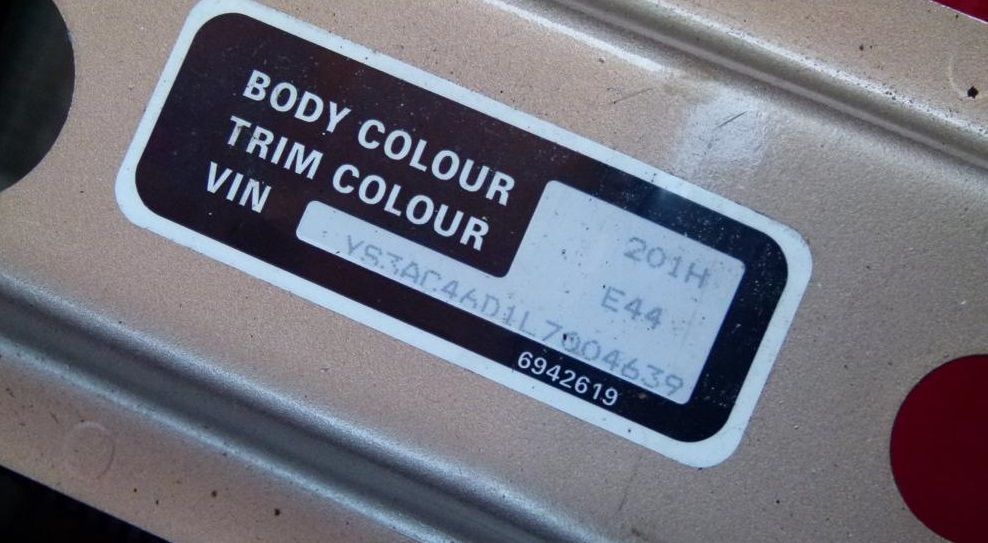 BODY COLOUR 201H
TRIM COLOUR E44
VIN YS3AC46D1L7004639
6942619